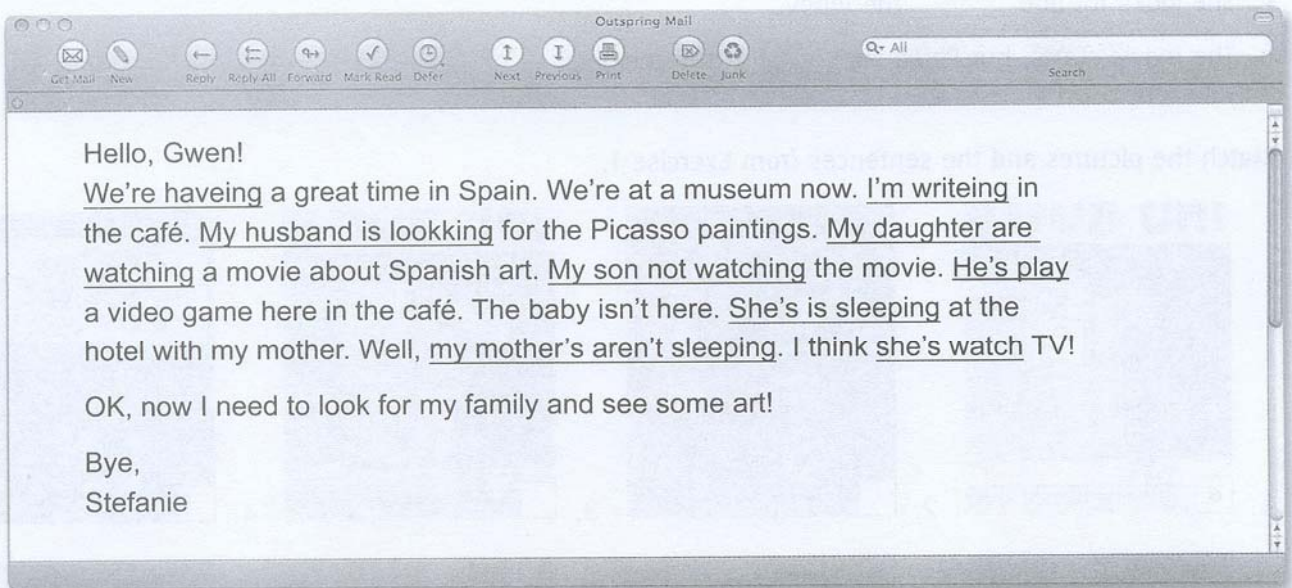 Outspring Mail
Get Mail New Reply Reply All Forward Mark Read Defer Next Previous Print Delete Junk Q All
Search
Hello, Gwen!
We're haveing a great time in Spain. We're at a museum now. I'm writeing in
the café. My husband is lookking for the Picasso paintings. My daughter are
watching a movie about Spanish art. My son not watching the movie. He's play
a video game here in the café. The baby isn't here. She's is sleeping at the
hotel with my mother. Well, my mother's aren't sleeping. I think she's watch TV!
OK, now I need to look for my family and see some art!
Bye,
Stefanie